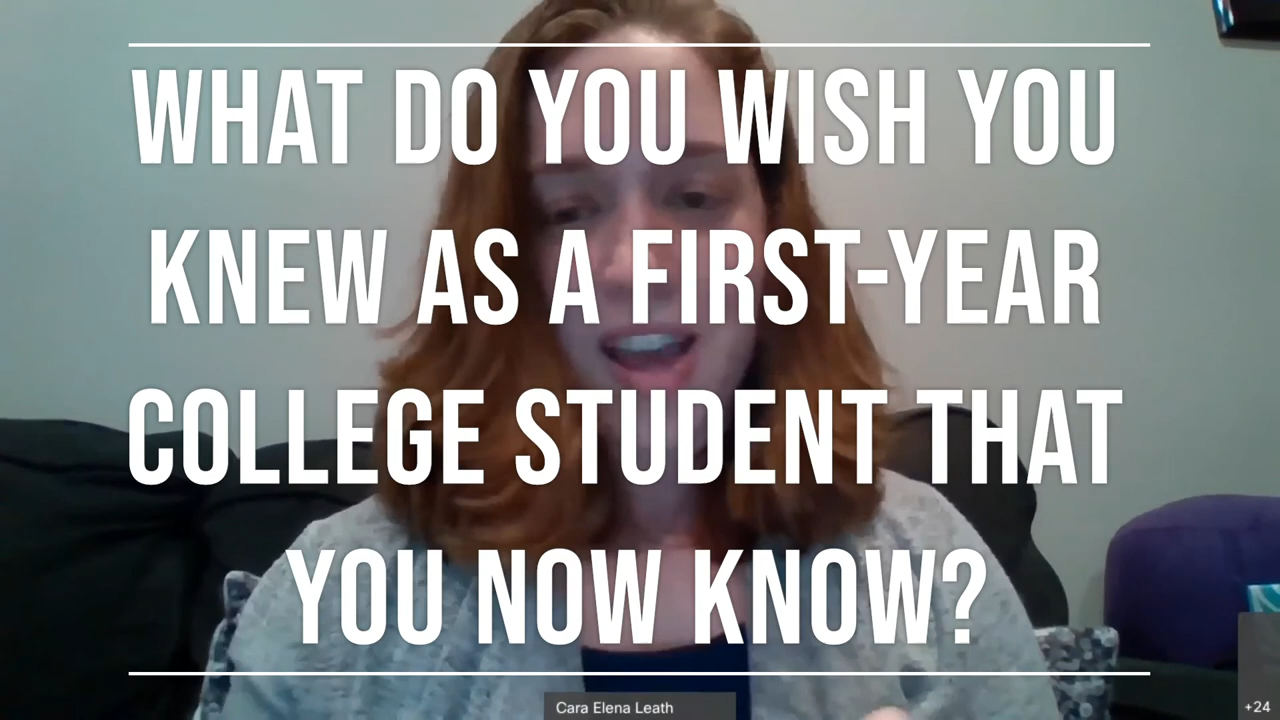 WHAT DO YOU WISH YOU
KNEW AS A FIRST-YEAR
COLLEGE STUDENT THAT
YOU NOW KNOW?
Cara Elena Leath
+24